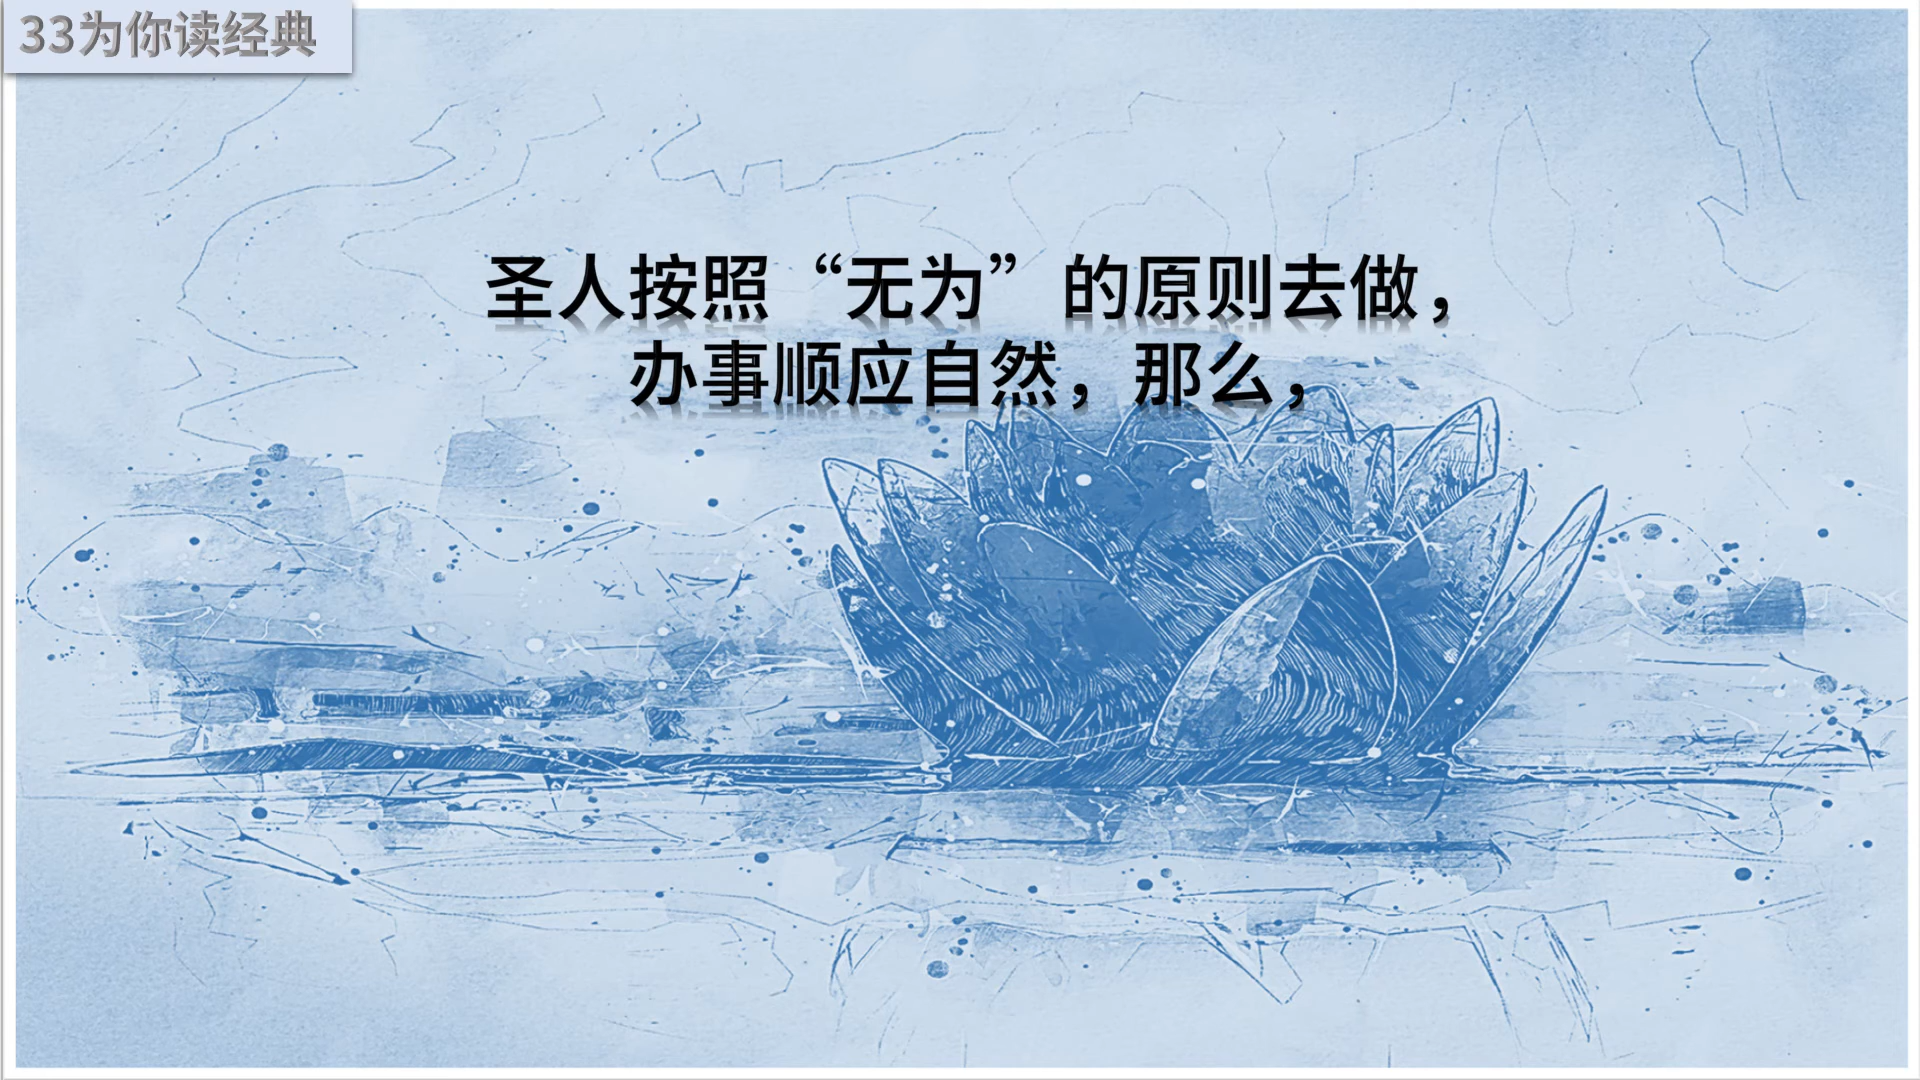 33为你读经典
圣人按照“无为”的原则去做，
办事顺应自然，那么，